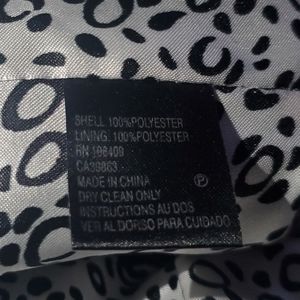 SHELL 100%POLYESTER
LINING: 100%POLYESTER
RN 106409
CA39863
MADE IN CHINA
P
DRY CLEAN ONLY
INSTRUCTIONS AU DOS
VER AL DORSO PARA CUIDADO.